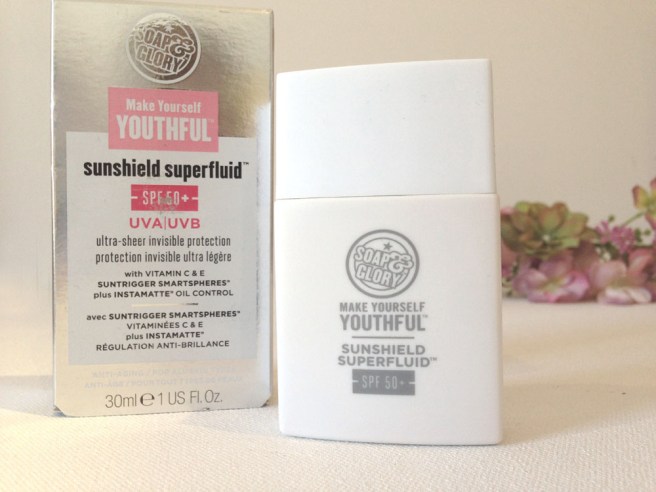 SOAP &
GLORY
Make Yourself
YOUTHFUL™
sunshield superfluid™
SPF 50+
UVA|UVB
ultra-sheer invisible protection
protection invisible ultra légère
with VITAMIN C & E
SUNTRIGGER SMARTSPHERES™
plus INSTAMATTE™ OIL CONTROL
avec SUNTRIGGER SMARTSPHERES™
VITAMINÉES C & E
plus INSTAMATTE™
RÉGULATION ANTI-BRILLANCE
30ml e 1 US Fl. Oz.
SOAP &
GLORY
MAKE YOURSELF
YOUTHFUL™
SUNSHIELD
SUPERFLUID™
SPF 50+